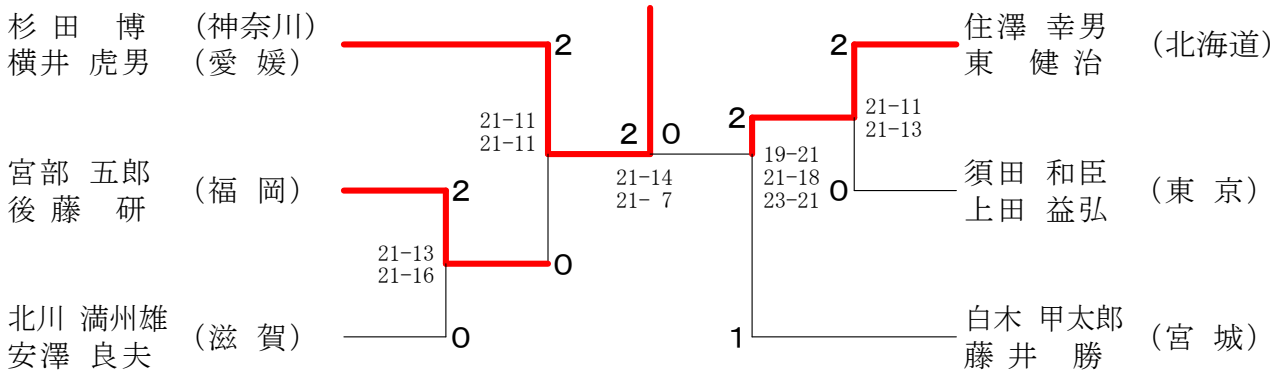 杉田 博 (神奈川)
横井 虎男 (愛媛)
2
21-11
21-11
宮部 五郎
後藤 研
(福岡)
2
21-13
21-16
0
北川 満州雄
安澤 良夫
(滋賀)
0
2 0
21-14
21- 7
住澤 幸男
東 健治
(北海道)
2
21-11
21-13
2
19-21
21-18
23-21
0
須田 和臣
上田 益弘
(東京)
白木 甲太郎
藤井 勝
(宮城)
1